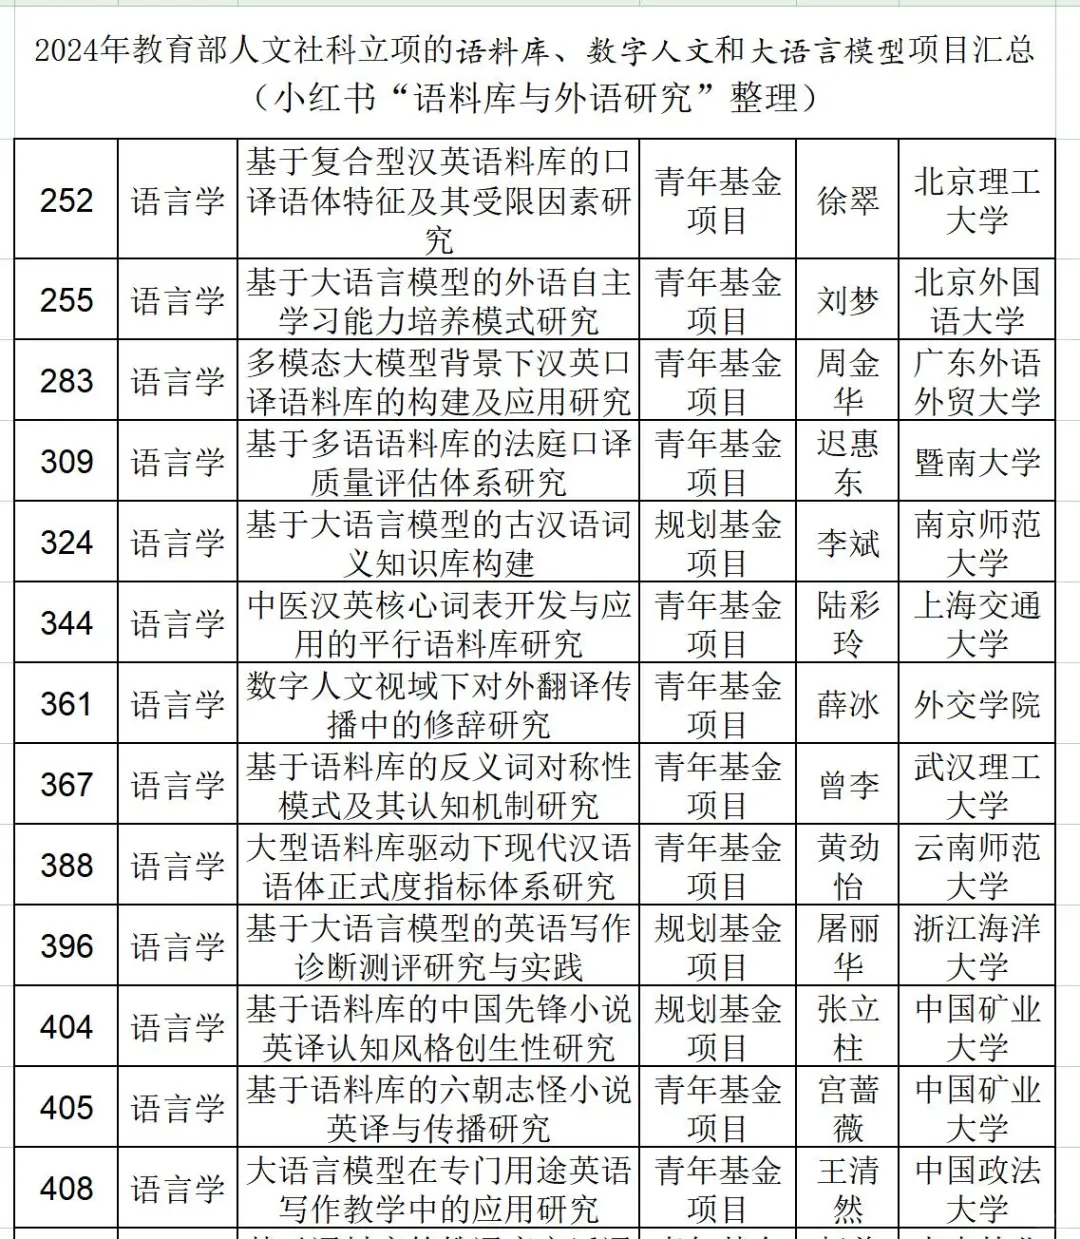 2024年教育部人文社科立项的语料库、数字人文和大语言模型项目汇总
（小红书“语料库与外语研究”整理）
252 语言学 基于复合型汉英语料库的口译语体特征及其受限因素研究 青年基金项目 徐翠 北京理工大学
255 语言学 基于大语言模型的外语自主学习能力培养模式研究 青年基金项目 刘梦 北京外国语大学
283 语言学 多模态大模型背景下汉英口译语料库的构建及应用研究 青年基金项目 周金华 广东外语外贸大学
309 语言学 基于多语语料库的法庭口译质量评估体系研究 青年基金项目 迟惠东 暨南大学
324 语言学 基于大语言模型的古汉语词义知识库构建 规划基金项目 李斌 南京师范大学
344 语言学 中医汉英核心词表开发与应用的平行语料库研究 青年基金项目 陆彩玲 上海交通大学
361 语言学 数字人文视域下对外翻译传播中的修辞研究 青年基金项目 薛冰 外交学院
367 语言学 基于语料库的反义词对称性模式及其认知机制研究 青年基金项目 曾李 武汉理工大学
388 语言学 大型语料库驱动下现代汉语语体正式度指标体系研究 青年基金项目 黄劲怡 云南师范大学
396 语言学 基于大语言模型的英语写作诊断测评研究与实践 规划基金项目 屠丽华 浙江海洋大学
404 语言学 基于语料库的中国先锋小说英译认知风格创生性研究 规划基金项目 张立柱 中国矿业大学
405 语言学 基于语料库的六朝志怪小说英译与传播研究 青年基金项目 宫蔷薇 中国矿业大学
408 语言学 大语言模型在专门用途英语写作教学中的应用研究 青年基金项目 王清然 中国政法大学